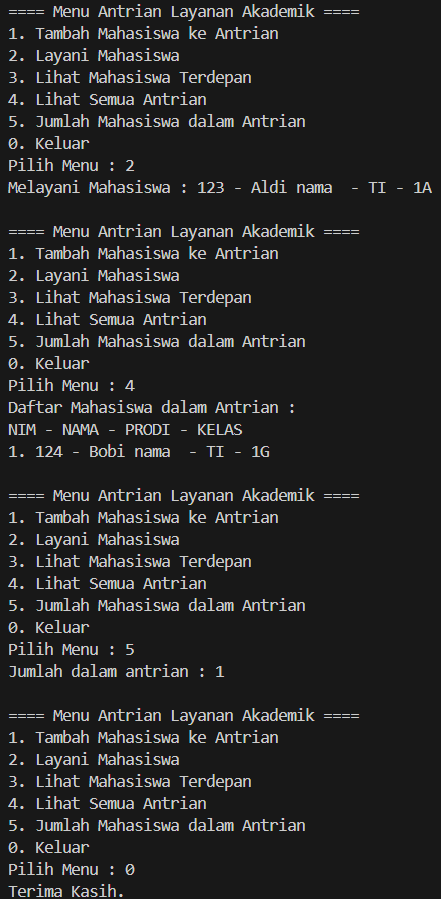 ==== Menu Antrian Layanan Akademik ====
1. Tambah Mahasiswa ke Antrian
2. Layani Mahasiswa
3. Lihat Mahasiswa Terdepan
4. Lihat Semua Antrian
5. Jumlah Mahasiswa dalam Antrian
0. Keluar
Pilih Menu : 2
Melayani Mahasiswa : 123 - Aldi nama  - TI - 1A

==== Menu Antrian Layanan Akademik ====
1. Tambah Mahasiswa ke Antrian
2. Layani Mahasiswa
3. Lihat Mahasiswa Terdepan
4. Lihat Semua Antrian
5. Jumlah Mahasiswa dalam Antrian
0. Keluar
Pilih Menu : 4
Daftar Mahasiswa dalam Antrian :
NIM - NAMA - PRODI - KELAS
1. 124 - Bobi nama  - TI - 1G

==== Menu Antrian Layanan Akademik ====
1. Tambah Mahasiswa ke Antrian
2. Layani Mahasiswa
3. Lihat Mahasiswa Terdepan
4. Lihat Semua Antrian
5. Jumlah Mahasiswa dalam Antrian
0. Keluar
Pilih Menu : 5
Jumlah dalam antrian : 1

==== Menu Antrian Layanan Akademik ====
1. Tambah Mahasiswa ke Antrian
2. Layani Mahasiswa
3. Lihat Mahasiswa Terdepan
4. Lihat Semua Antrian
5. Jumlah Mahasiswa dalam Antrian
0. Keluar
Pilih Menu : 0
Terima Kasih.